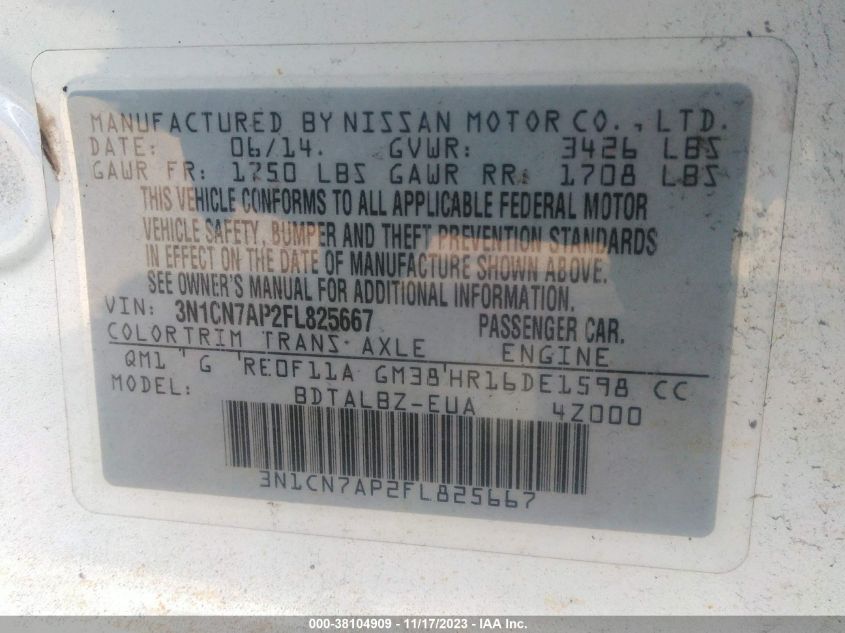 MANUFACTURED BY NISSAN MOTOR CO., LTD.
DATE: 06/14. GVWR: 3426 LBS
GAWR FR: 1750 LBS GAWR RR: 1708 LBS
THIS VEHICLE CONFORMS TO ALL APPLICABLE FEDERAL MOTOR
VEHICLE SAFETY, BUMPER AND THEFT PREVENTION STANDARDS
IN EFFECT ON THE DATE OF MANUFACTURE SHOWN ABOVE.
SEE OWNER'S MANUAL FOR ADDITIONAL INFORMATION.
VIN: 3N1CN7AP2FL825667 PASSENGER CAR.
COLOR TRIM TRANS AXLE ENGINE
QM1 G RE0F11A GM38 HR16DE1598 CC
MODEL: BDTALBZ-EUA 4Z000
3N1CN7AP2FL825667
000-38104909 - 11/17/2023 - IAA Inc.